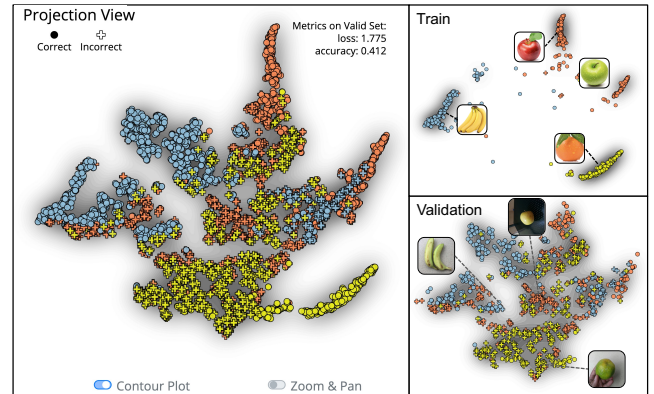 Projection View
Correct
Incorrect
Metrics on Valid Set:
loss: 1.775
accuracy: 0.412
Contour Plot
Zoom & Pan
Train
Validation